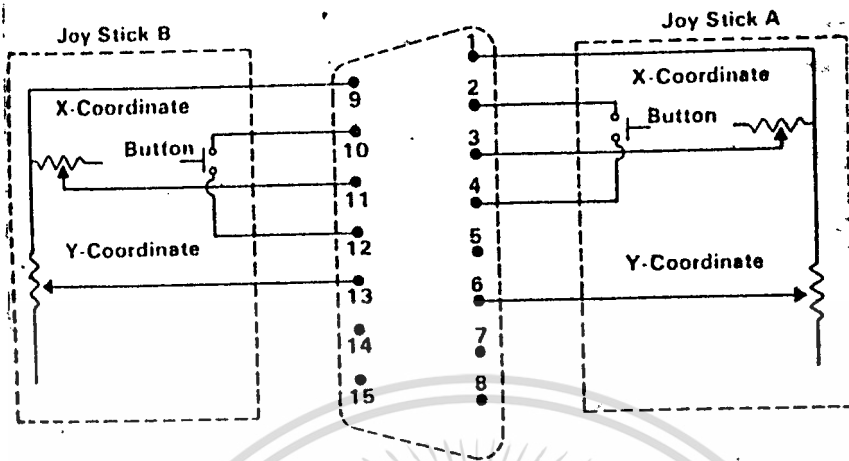 Joy Stick B
Joy Stick A
X-Coordinate
Button
Y-Coordinate
9
10
11
12
13
14
15
1
2
3
4
5
6
7
8
X-Coordinate
Button
Y-Coordinate